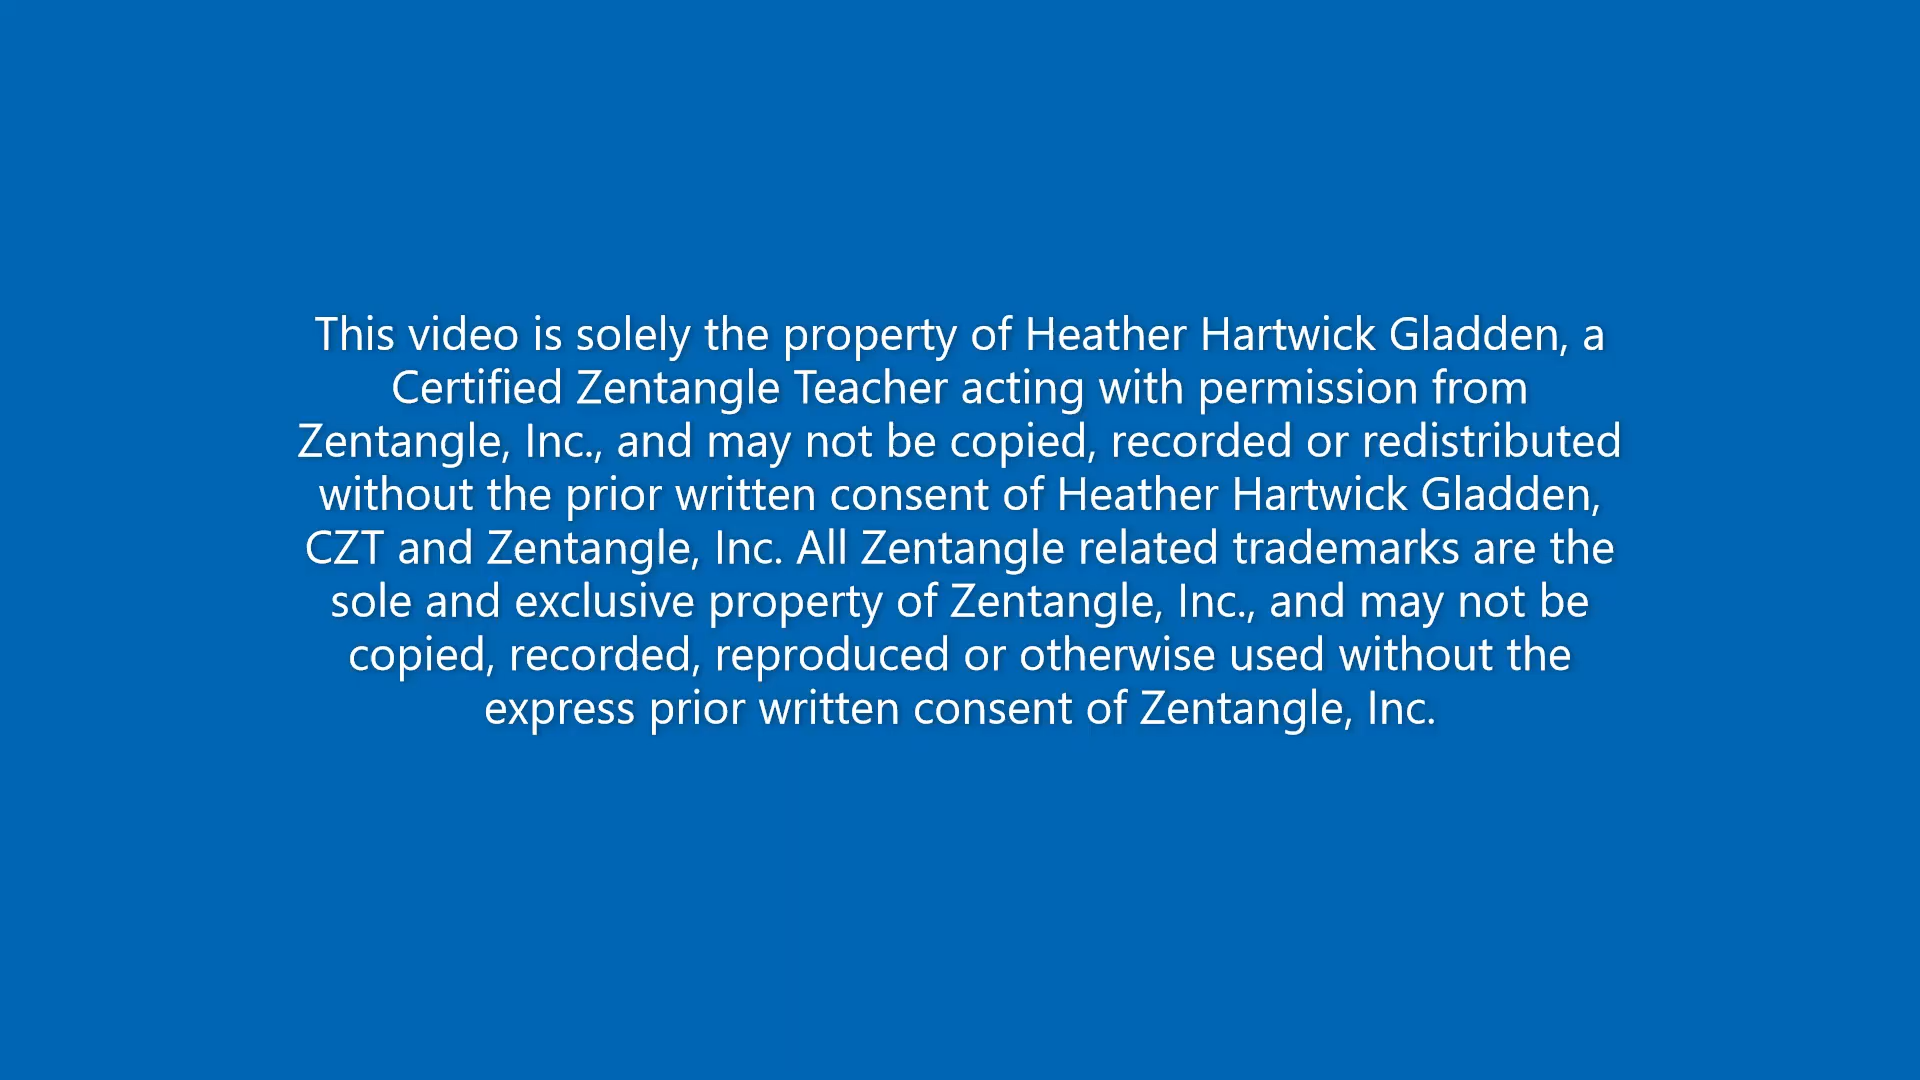 This video is solely the property of Heather Hartwick Gladden, a
Certified Zentangle Teacher acting with permission from
Zentangle, Inc., and may not be copied, recorded or redistributed
without the prior written consent of Heather Hartwick Gladden,
CZT and Zentangle, Inc. All Zentangle related trademarks are the
sole and exclusive property of Zentangle, Inc., and may not be
copied, recorded, reproduced or otherwise used without the
express prior written consent of Zentangle, Inc.